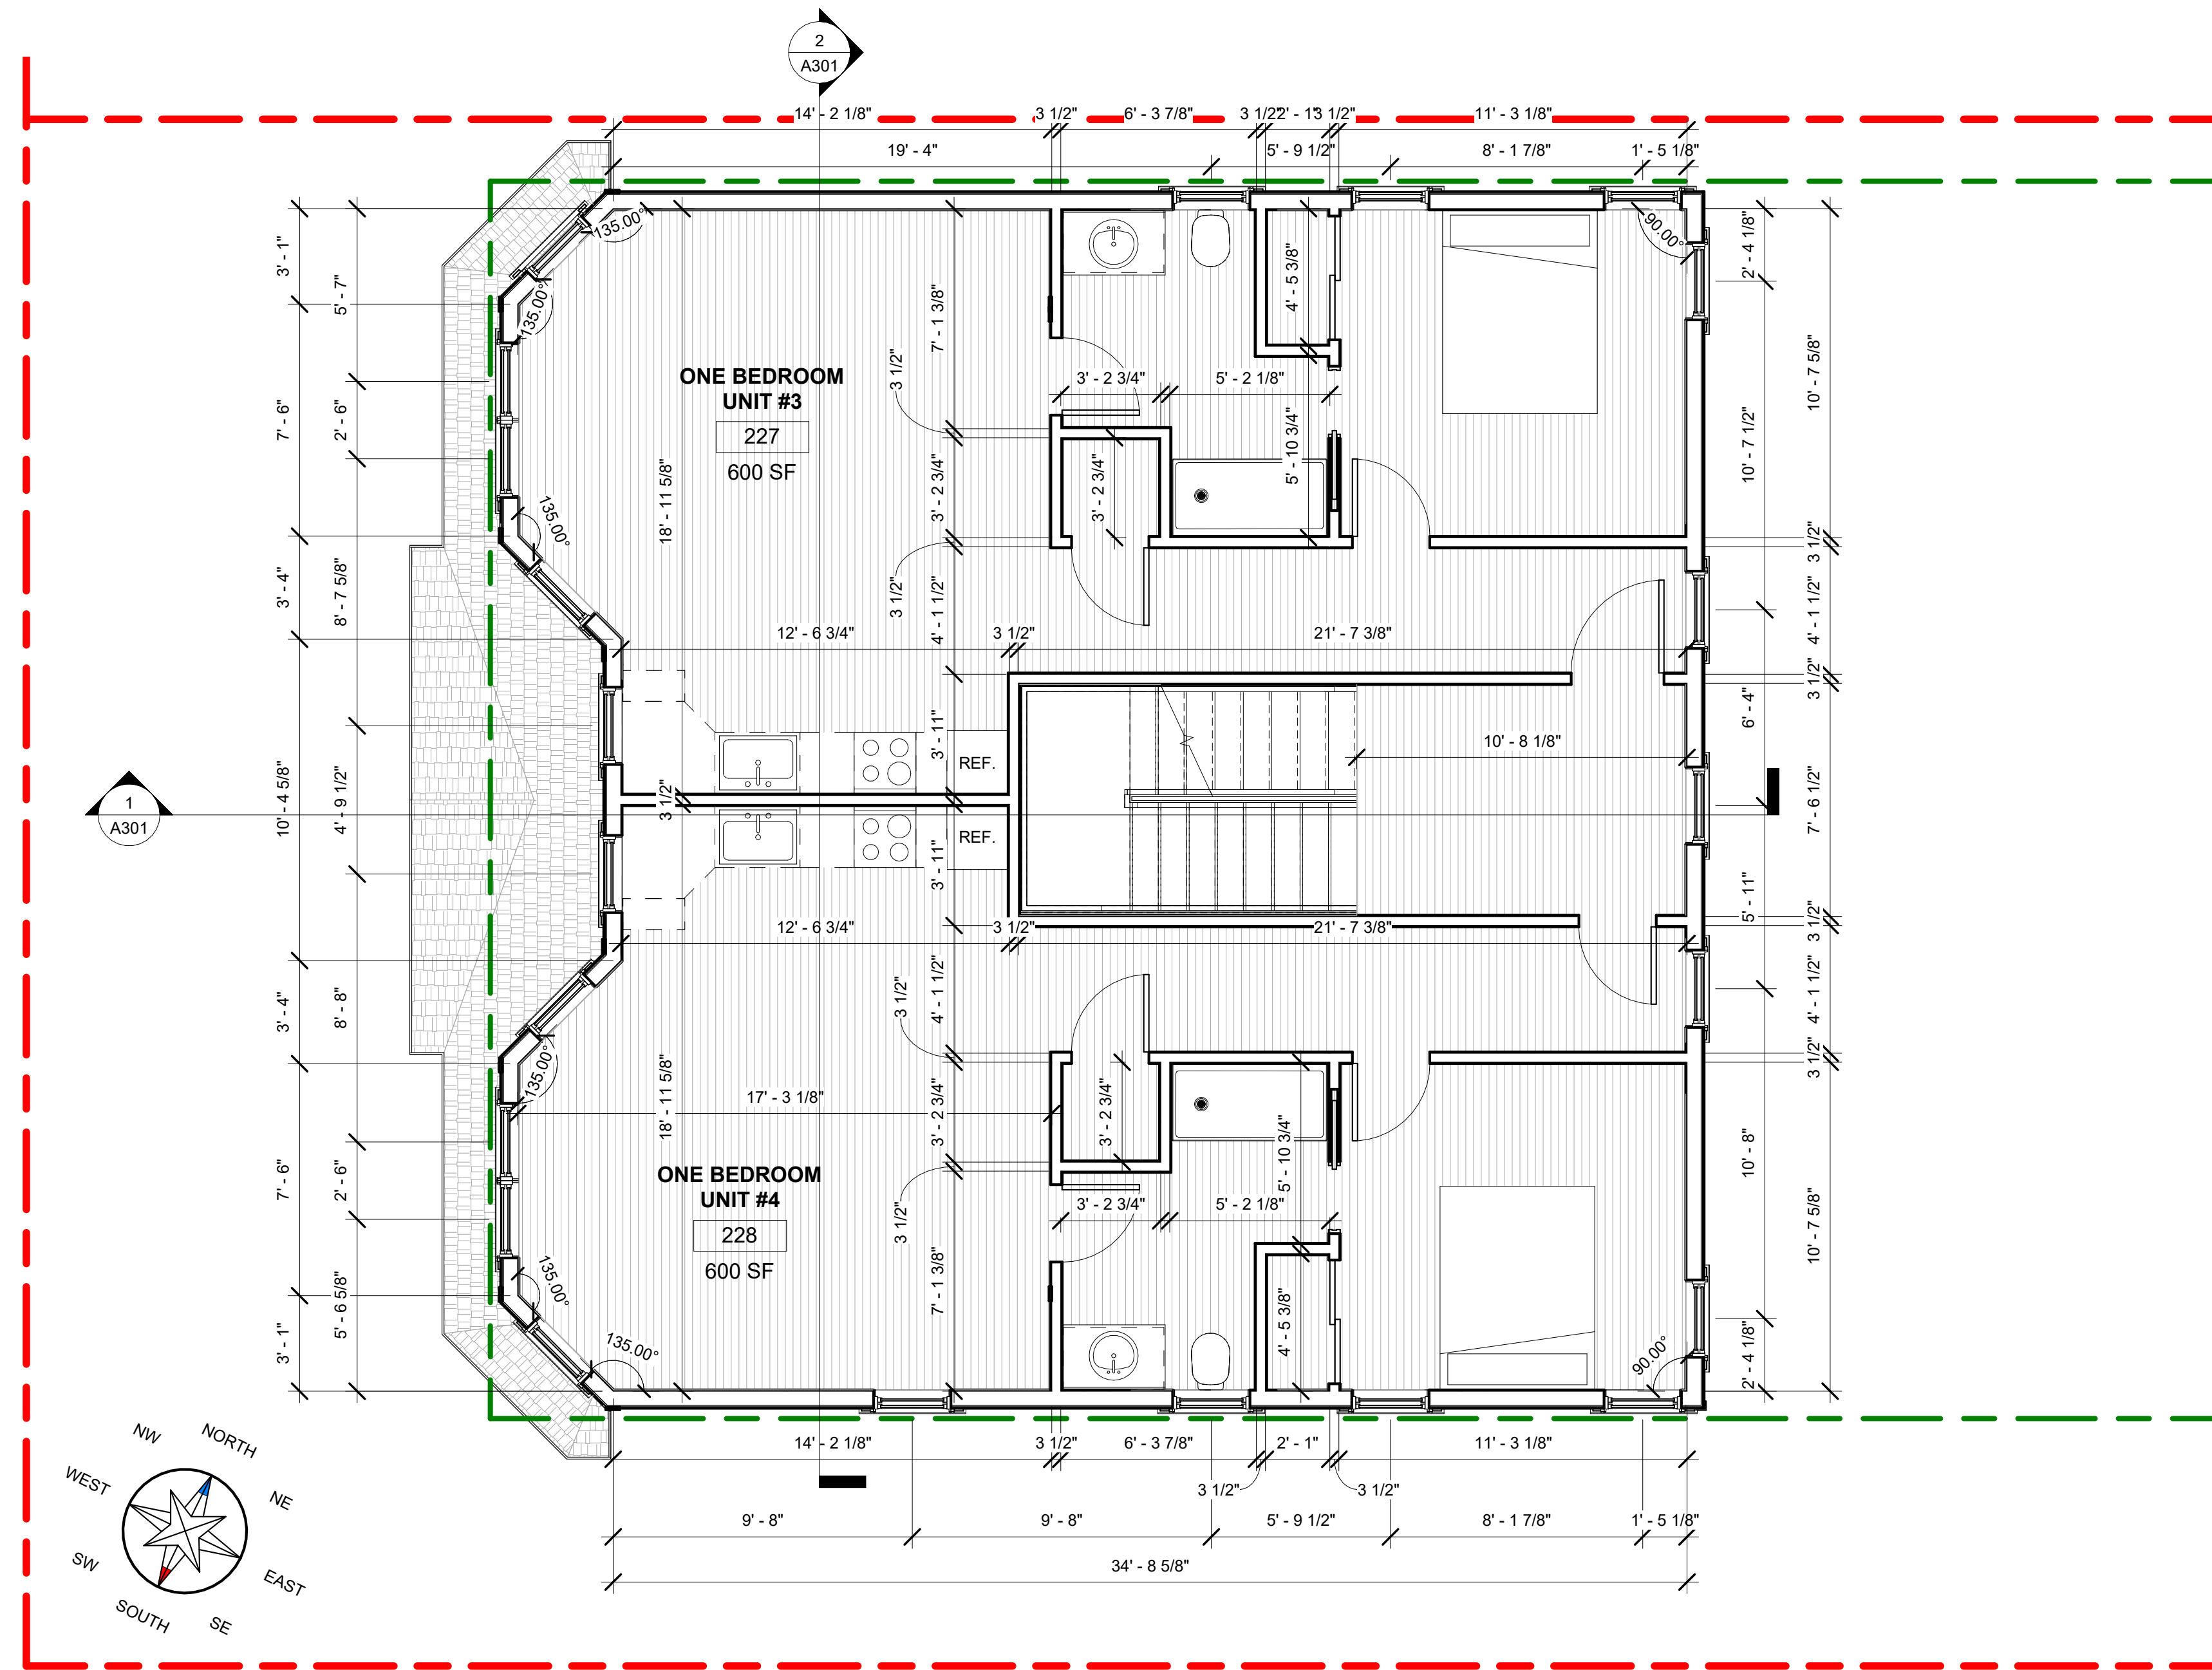 2
A301
14' - 2 1/8"
3 1/2"
6' - 3 7/8"
3 1/2"
2' - 1"
3 1/2"
11' - 3 1/8"
19' - 4"
5' - 9 1/2"
8' - 1 7/8"
1' - 5 1/8"
3' - 1"
5' - 7"
7' - 6"
2' - 6"
3' - 4"
8' - 7 5/8"
10' - 4 5/8"
4' - 9 1/2"
3' - 4"
8' - 8"
7' - 6"
2' - 6"
3' - 1"
5' - 6 5/8"
1
A301
135.00°
135.00°
135.00°
135.00°
135.00°
135.00°
90.00°
90.00°
ONE BEDROOM
UNIT #3
227
600 SF
18' - 11 5/8"
7' - 1 3/8"
3 1/2"
3' - 2 3/4"
3 1/2"
4' - 1 1/2"
3' - 11"
3' - 2 3/4"
5' - 2 1/8"
3' - 2 3/4"
4' - 5 3/8"
5' - 10 3/4"
12' - 6 3/4"
3 1/2"
21' - 7 3/8"
10' - 8 1/8"
REF.
3 1/2"
REF.
3' - 11"
12' - 6 3/4"
3 1/2"
21' - 7 3/8"
4' - 1 1/2"
3 1/2"
3' - 2 3/4"
3 1/2"
7' - 1 3/8"
18' - 11 5/8"
17' - 3 1/8"
3' - 2 3/4"
5' - 10 3/4"
3' - 2 3/4"
5' - 2 1/8"
4' - 5 3/8"
ONE BEDROOM
UNIT #4
228
600 SF
2' - 4 1/8"
10' - 7 1/2"
6' - 4"
5' - 11"
10' - 8"
2' - 4 1/8"
10' - 7 5/8"
3 1/2"
4' - 1 1/2"
3 1/2"
7' - 6 1/2"
3 1/2"
4' - 1 1/2"
3 1/2"
10' - 7 5/8"
14' - 2 1/8"
3 1/2"
6' - 3 7/8"
2' - 1"
11' - 3 1/8"
3 1/2"
3 1/2"
9' - 8"
9' - 8"
5' - 9 1/2"
8' - 1 7/8"
1' - 5 1/8"
34' - 8 5/8"
NW
NORTH
WEST
NE
SW
EAST
SOUTH
SE